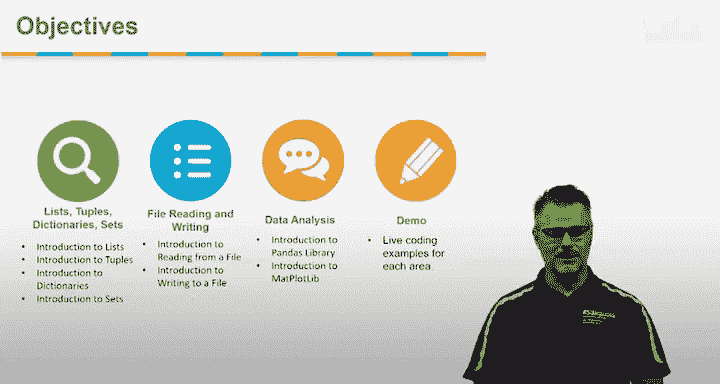 Objectives
Lists, Tuples,
Dictionaries, Sets
• Introduction to Lists
• Introduction to Tuples
• Introduction to
Dictionaries
• Introduction to Sets
File Reading and
Writing
• Introduction to
Reading from a File
• Introduction to
Writing to a File
Data Analysis
• Introduction to
Pandas Library
• Introduction to
MatPlotLib
Demo
• Live coding
examples for
each area